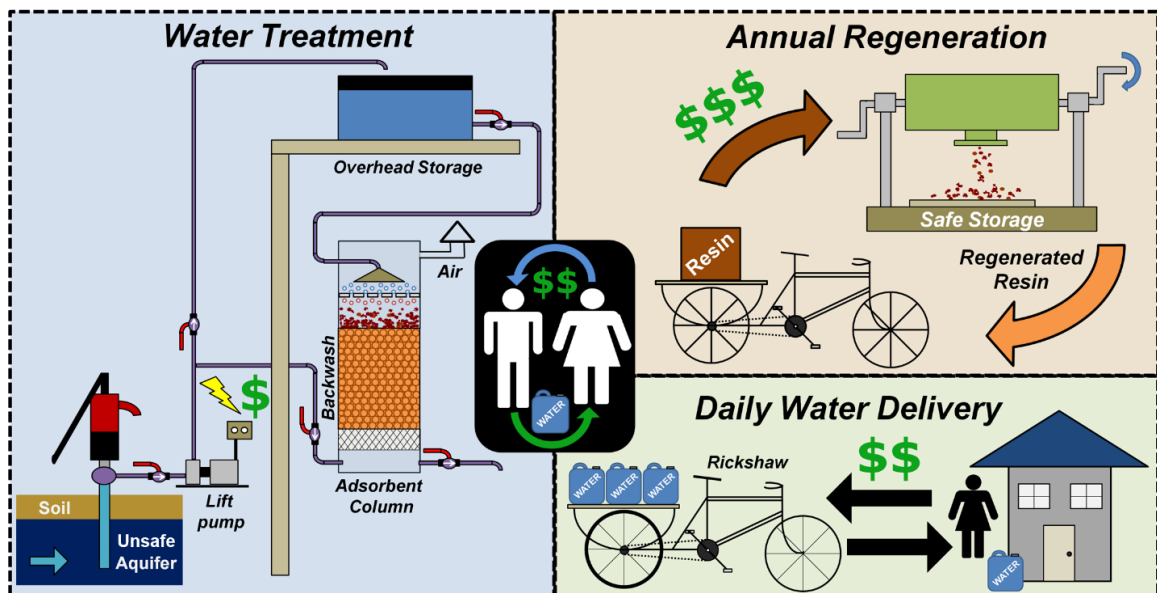 Water Treatment
Overhead Storage
Air
Backwash
$
Lift
pump
Adsorbent
Column
Soil
Unsafe
Aquifer
$$
WATER
Annual Regeneration
$$$
Safe Storage
Resin
Regenerated
Resin
Daily Water Delivery
$$
Rickshaw
WATER WATER WATER
WATER